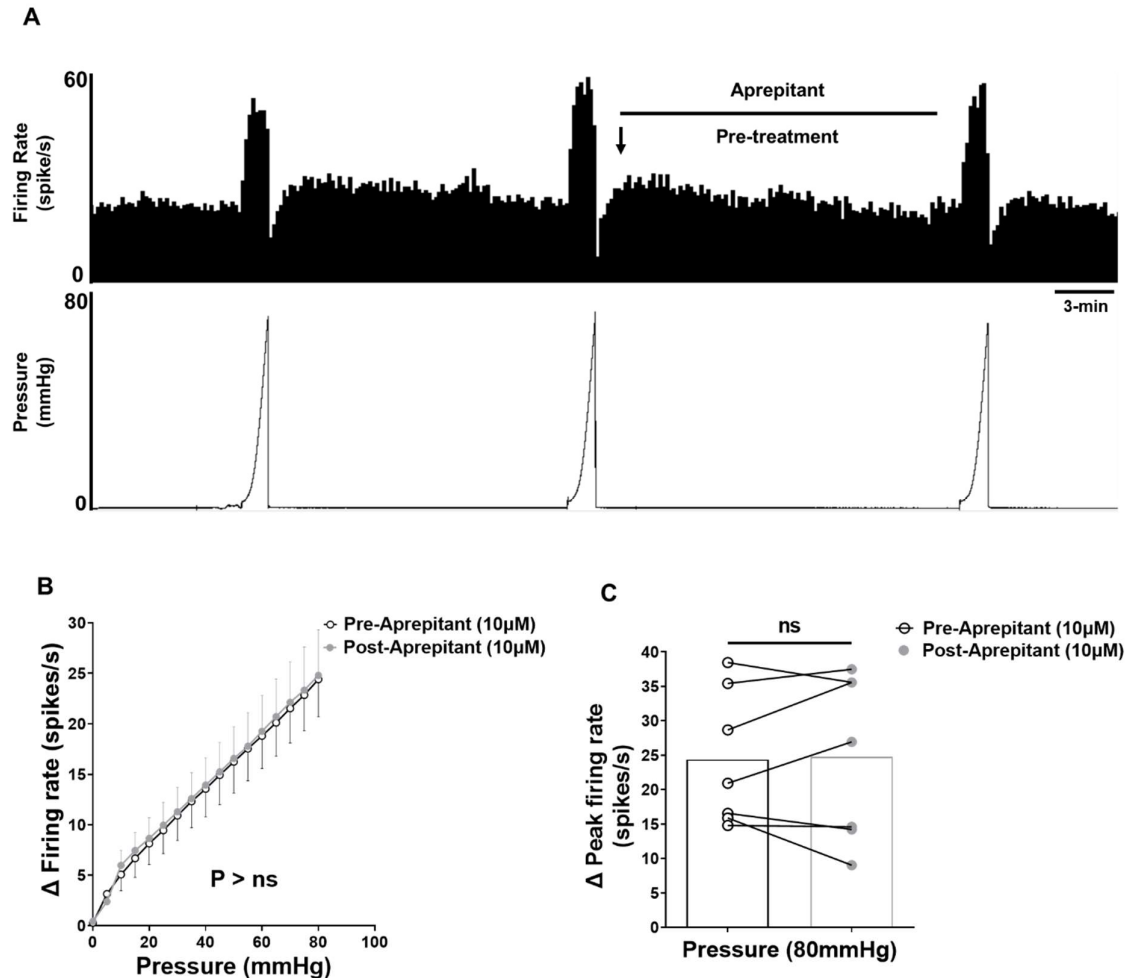 A
60
Firing Rate
(spike/s)
0
Aprepitant
Pre-treatment
3-min
80
Pressure
(mmHg)
0
B
30
25
20
15
10
5
0
Δ Firing rate (spikes/s)
Pre-Aprepitant (10µM)
Post-Aprepitant (10µM)
P > ns
0 20 40 60 80 100
Pressure (mmHg)
C
ns
Pre-Aprepitant (10µM)
Post-Aprepitant (10µM)
40
35
30
25
20
15
10
5
0
Δ Peak firing rate
(spikes/s)
Pressure (80mmHg)